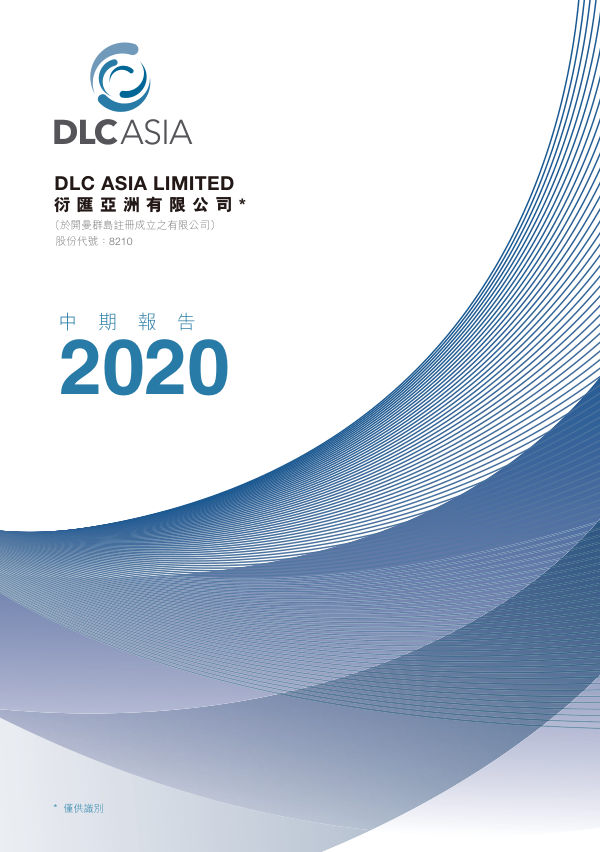 DLC ASIA
DLC ASIA LIMITED
衍匯亞洲有限公司*
(於開曼群島註冊成立之有限公司)
股份代號：8210
中期報告
2020
* 僅供識別